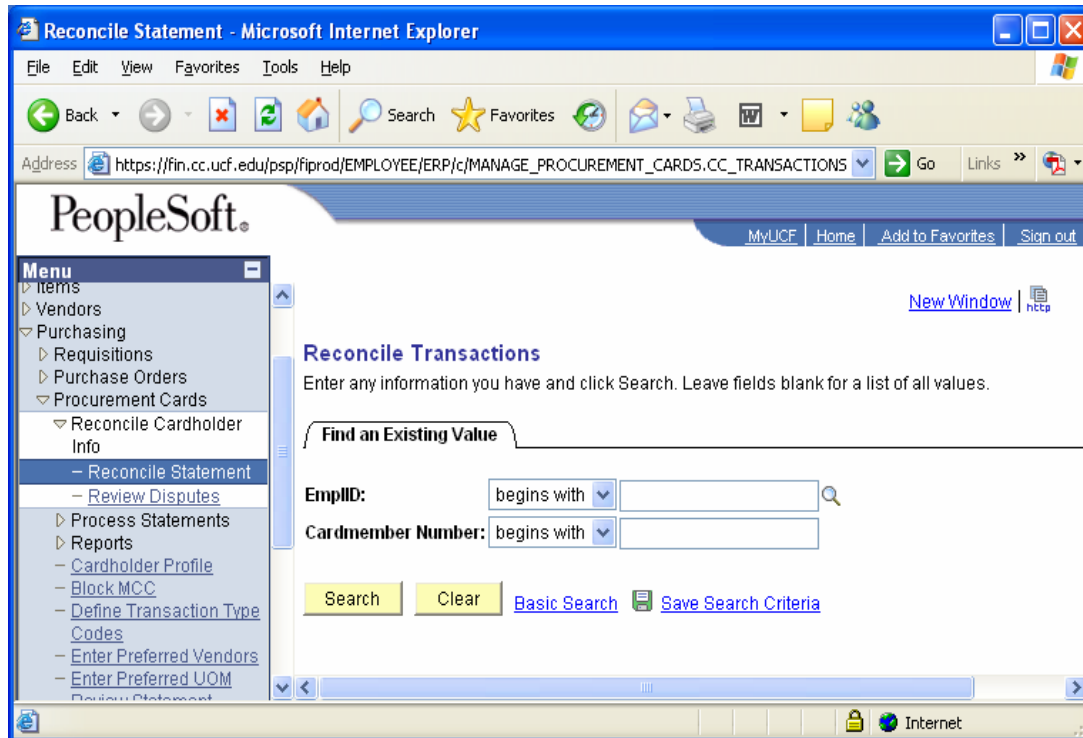 Reconcile Statement - Microsoft Internet Explorer
File Edit View Favorites Tools Help
Back Search Favorites
Address https://fin.cc.ucf.edu/psp/fiprod/EMPLOYEE/ERP/c/MANAGE_PROCUREMENT_CARDS.CC_TRANSACTIONS Go Links »
PeopleSoft®
MyUCF Home Add to Favorites Sign out
Menu
Items
Vendors
Purchasing
Requisitions
Purchase Orders
Procurement Cards
Reconcile Cardholder
Info
– Reconcile Statement
– Review Disputes
Process Statements
Reports
– Cardholder Profile
– Block MCC
– Define Transaction Type
Codes
– Enter Preferred Vendors
– Enter Preferred UOM
Review Statement
New Window | http
Reconcile Transactions
Enter any information you have and click Search. Leave fields blank for a list of all values.
Find an Existing Value
EmplID: begins with
Cardmember Number: begins with
Search Clear Basic Search Save Search Criteria
Internet